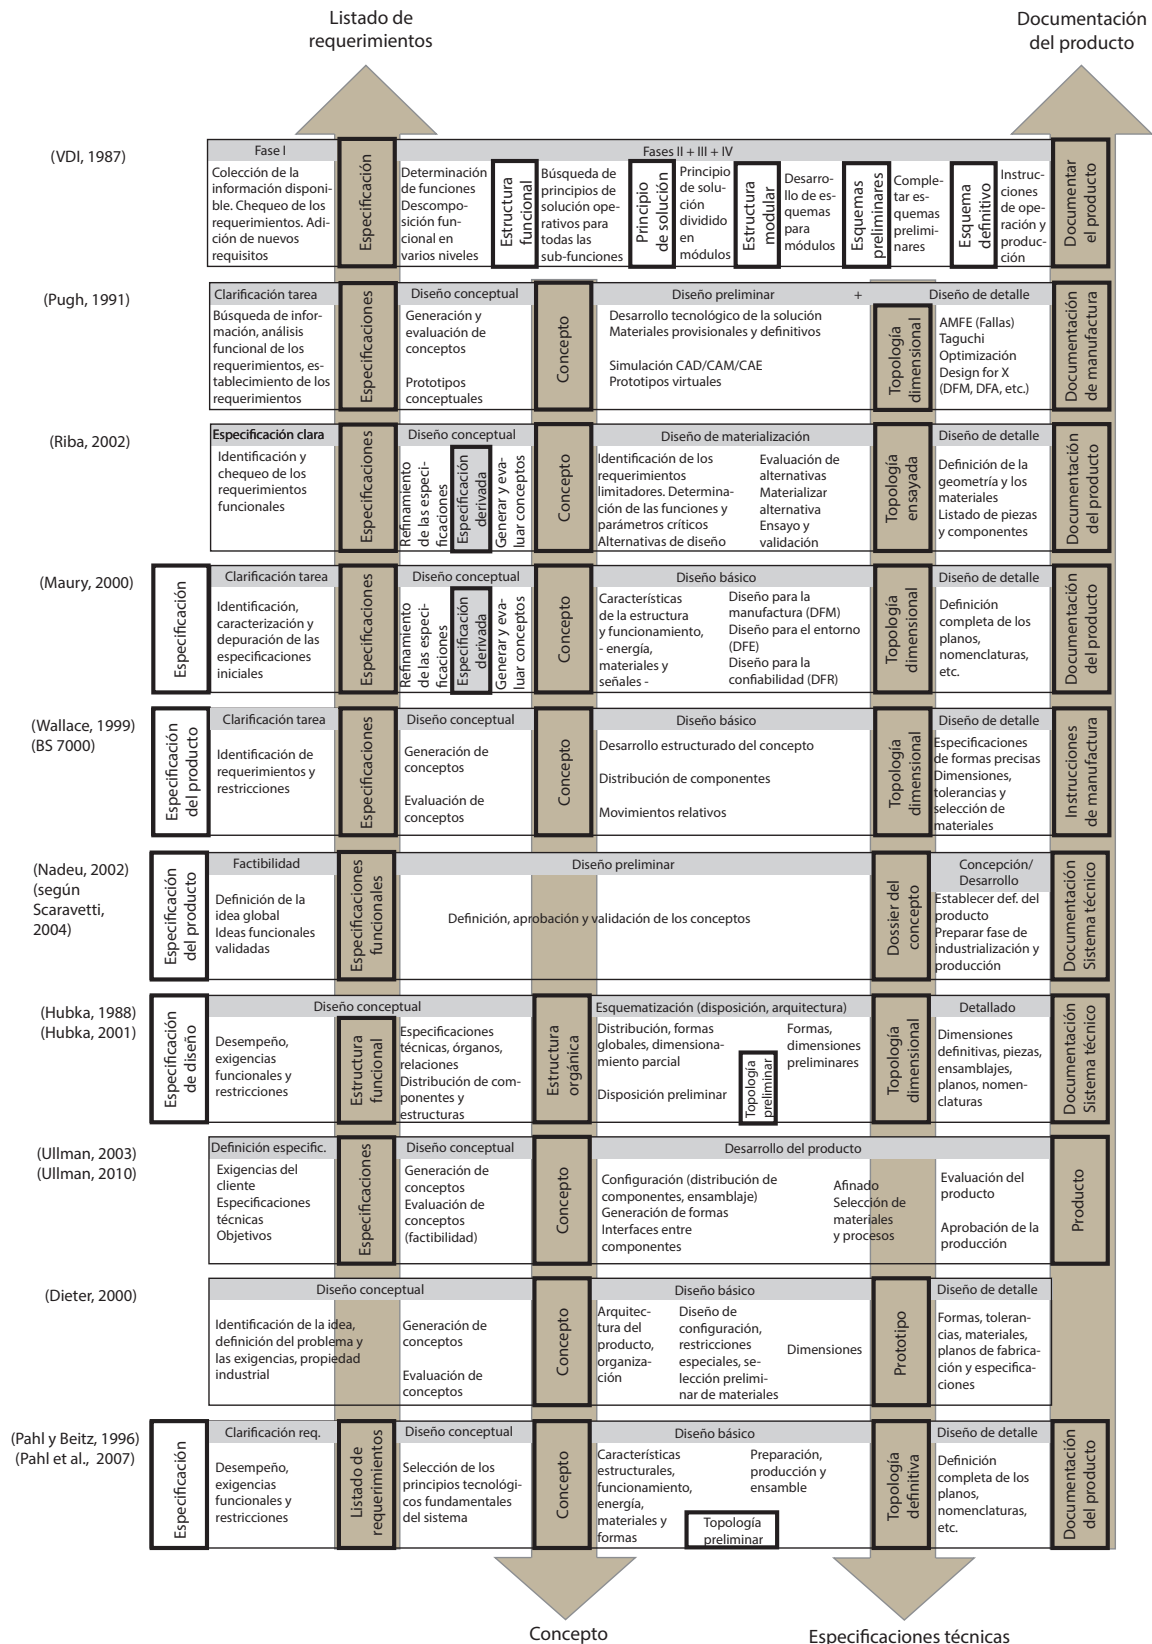 Listado de
requerimientos
Documentación
del producto
(VDI, 1987)
Fase I
Colección de la
información disponi-
ble. Chequeo de los
requerimientos. Adi-
ción de nuevos
requisitos
Especificación
Fases II + III + IV
Determinación
de funciones
Descompo-
sición fun-
cional en
varios niveles
Estructura
funcional
Búsqueda de
principios de
solución ope-
rativos para
todas las
sub-funciones
Principio
de solución
Principio
de solu-
ción
dividido
en
módulos
Estructura
modular
Desarro-
llo de es-
quemas
para
módulos
Esquemas
preliminares
Comple-
tar es-
quemas
prelimi-
nares
Esquema
definitivo
Instruc-
ciones
de ope-
ración y
produc-
ción
Documentar
el producto
(Pugh, 1991)
Clarificación tarea
Búsqueda de infor-
mación, análisis
funcional de los
requerimientos, es-
tablecimiento de los
requerimientos
Especificaciones
Diseño conceptual
Generación y
evaluación de
conceptos
Prototipos
conceptuales
Concepto
Diseño preliminar + Diseño de detalle
Desarrollo tecnológico de la solución
Materiales provisionales y definitivos
Simulación CAD/CAM/CAE
Prototipos virtuales
Topología
dimensional
AMFE (Fallas)
Taguchi
Optimización
Design for X
(DFM, DFA, etc.)
Documentación
de manufactura
(Riba, 2002)
Especificación clara
Identificación y
chequeo de los
requerimientos
funcionales
Especificaciones
Diseño conceptual
Refinamiento
de las especi-
ficaciones
Especificación
derivada
Generar y eva-
luar conceptos
Concepto
Diseño de materialización
Identificación de los
requerimientos
limitadores. Determina-
ción de las funciones y
parámetros críticos
Alternativas de diseño
Evaluación de
alternativas
Materializar
alternativa
Ensayo y
validación
Topología
ensayada
Diseño de detalle
Definición de la
geometría y los
materiales
Listado de piezas
y componentes
Documentación
del producto
(Maury, 2000)
Especificación
Clarificación tarea
Identificación,
caracterización y
depuración de las
especificaciones
iniciales
Especificaciones
Diseño conceptual
Refinamiento
de las especi-
ficaciones
Especificación
derivada
Generar y eva-
luar conceptos
Concepto
Diseño básico
Características
de la estructura
y funcionamiento,
- energía,
materiales y
señales -
Diseño para la
manufactura (DFM)
Diseño para el entorno
(DFE)
Diseño para la
confiabilidad (DFR)
Topología
dimensional
Diseño de detalle
Definición
completa de los
planos,
nomenclaturas,
etc.
Documentación
del producto
(Wallace, 1999)
(BS 7000)
Especificación
del producto
Clarificación tarea
Identificación de
requerimientos y
restricciones
Especificaciones
Diseño conceptual
Generación de
conceptos
Evaluación de
conceptos
Concepto
Diseño básico
Desarrollo estructurado del concepto
Distribución de componentes
Movimientos relativos
Topología
dimensional
Diseño de detalle
Especificaciones
de formas precisas
Dimensiones,
tolerancias y
selección de
materiales
Instrucciones
de manufactura
(Nadeu, 2002)
(según
Scaravetti,
2004)
Especificación
del producto
Factibilidad
Definición de la
idea global
Ideas funcionales
validadas
Especificaciones
funcionales
Diseño preliminar
Definición, aprobación y validación de los conceptos
Dossier del
concepto
Concepción/
Desarrollo
Establecer def. del
producto
Preparar fase de
industrialización y
producción
Documentación
Sistema técnico
(Hubka, 1988)
(Hubka, 2001)
Especificación
de diseño
Diseño conceptual
Desempeño,
exigencias
funcionales y
restricciones
Estructura
funcional
Especificaciones
técnicas, órganos,
relaciones
Distribución de com-
ponentes y
estructuras
Estructura
orgánica
Esquematización (disposición, arquitectura)
Distribución, formas
globales, dimensiona-
miento parcial
Disposición preliminar
Topología
preliminar
Formas,
dimensiones
preliminares
Topología
dimensional
Detallado
Dimensiones
definitivas, piezas,
ensamblajes,
planos, nomen-
claturas
Documentación
Sistema técnico
(Ullman, 2003)
(Ullman, 2010)
Definición especific.
Exigencias del
cliente
Especificaciones
técnicas
Objetivos
Especificaciones
Diseño conceptual
Generación de
conceptos
Evaluación de
conceptos
(factibilidad)
Concepto
Desarrollo del producto
Configuración (distribución de
componentes, ensamblaje)
Generación de formas
Interfaces entre
componentes
Afinado
Selección de
materiales
y procesos
Evaluación del
producto
Aprobación de la
producción
Producto
(Dieter, 2000)
Diseño conceptual
Identificación de la idea,
definición del problema y
las exigencias, propiedad
industrial
Generación de
conceptos
Evaluación de
conceptos
Concepto
Diseño básico
Arquitec-
tura del
producto,
organiza-
ción
Diseño de
configuración,
restricciones
especiales, se-
lección prelimi-
nar de materiales
Dimensiones
Prototipo
Diseño de detalle
Formas, toleran-
cias, materiales,
planos de fabrica-
ción y especifica-
ciones
(Pahl y Beitz, 1996)
(Pahl et al., 2007)
Especificación
Clarificación req.
Desempeño,
exigencias
funcionales y
restricciones
Listado de
requerimientos
Diseño conceptual
Selección de los
principios tecnológi-
cos fundamentales
del sistema
Concepto
Diseño básico
Características
estructurales,
funcionamiento,
energía,
materiales y
formas
Topología
preliminar
Preparación,
producción y
ensamble
Topología
definitiva
Diseño de detalle
Definición
completa de los
planos,
nomenclaturas,
etc.
Documentación
del producto
Concepto
Especificaciones técnicas